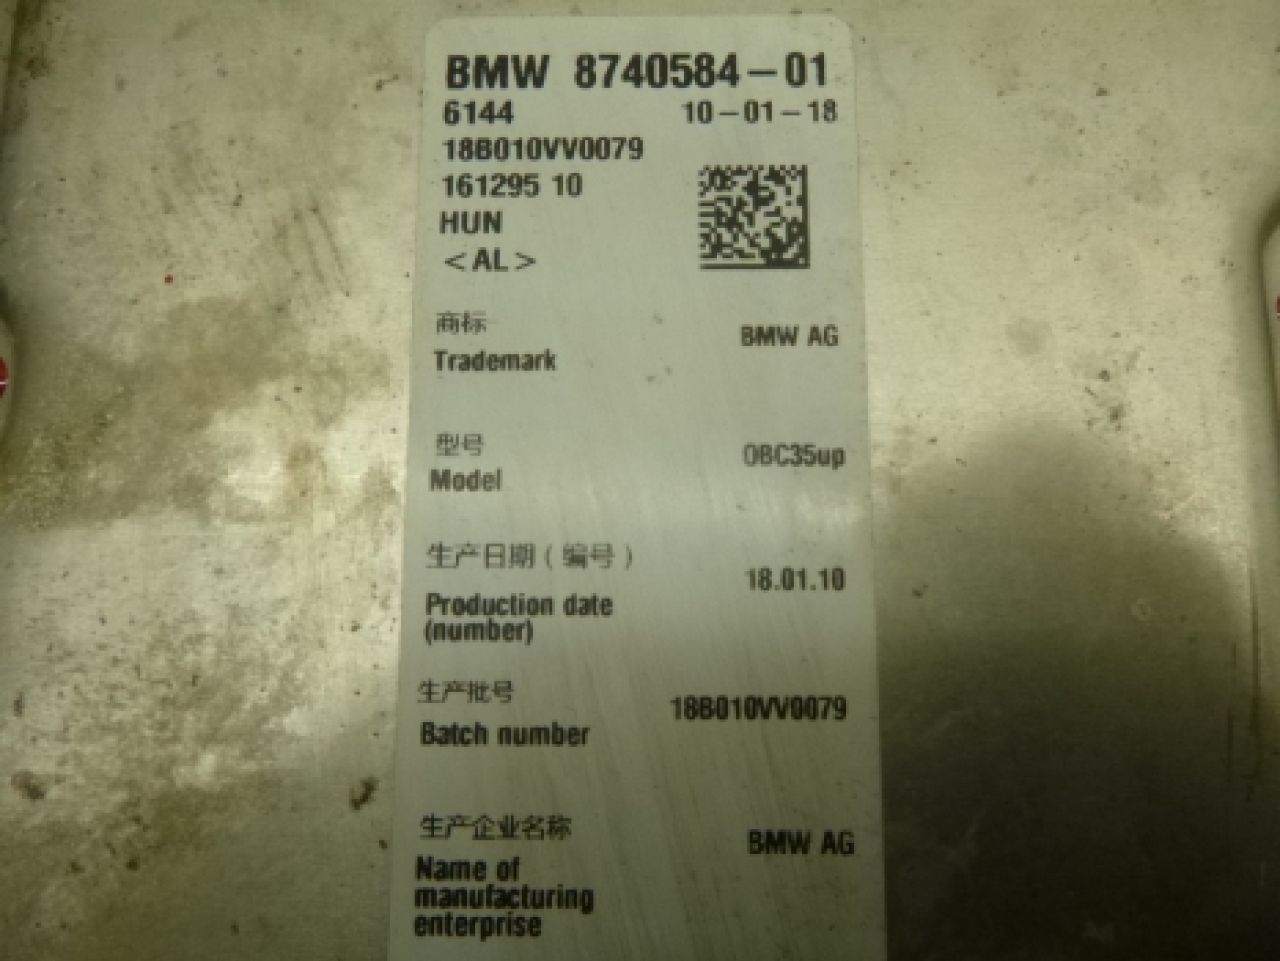 BMW 8740584-01
6144 10-01-18
18B010VV0079
161295 10
HUN
<AL>
商标
Trademark BMW AG
型号
Model OBC35up
生产日期(编号)
Production date
(number) 18.01.10
生产批号
Batch number 18B010VV0079
生产企业名称
Name of
manufacturing
enterprise BMW AG